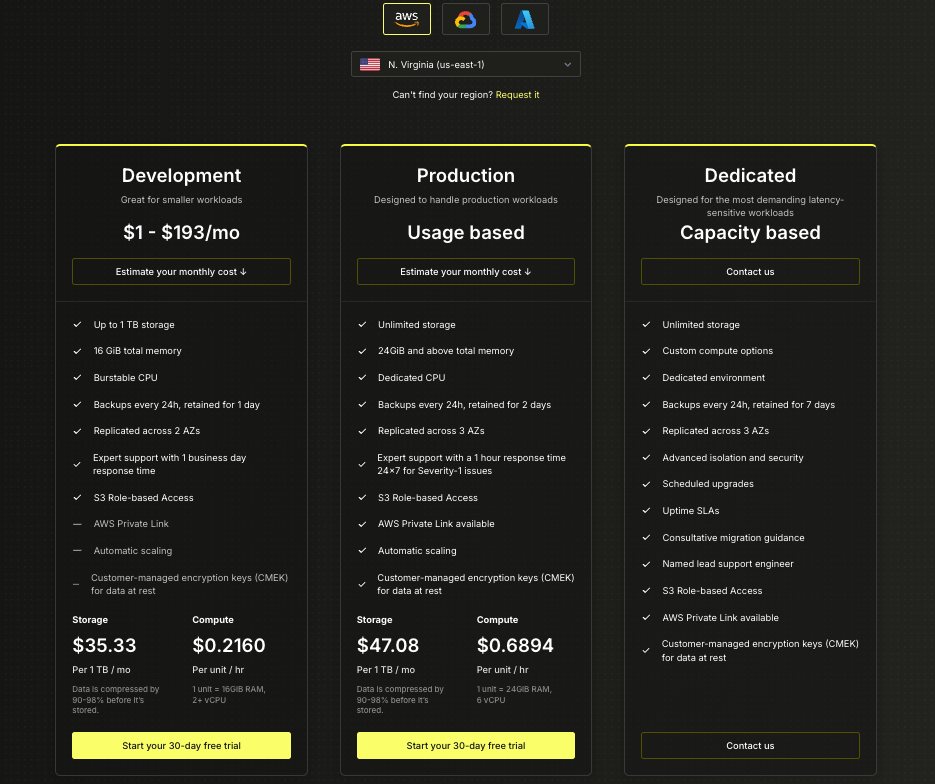 aws
N. Virginia (us-east-1)
Can't find your region? Request it
Development
Great for smaller workloads
$1 - $193/mo
Estimate your monthly cost ↓
✓ Up to 1 TB storage
✓ 16 GiB total memory
✓ Burstable CPU
✓ Backups every 24h, retained for 1 day
✓ Replicated across 2 AZs
✓ Expert support with 1 business day
response time
✓ S3 Role-based Access
— AWS Private Link
— Automatic scaling
— Customer-managed encryption keys (CMEK)
for data at rest
Storage
$35.33
Per 1 TB / mo
Data is compressed by
90-98% before it's
stored.
Compute
$0.2160
Per unit / hr
1 unit = 16GIB RAM,
2+ vCPU
Start your 30-day free trial
Production
Designed to handle production workloads
Usage based
Estimate your monthly cost ↓
✓ Unlimited storage
✓ 24GiB and above total memory
✓ Dedicated CPU
✓ Backups every 24h, retained for 2 days
✓ Replicated across 3 AZs
✓ Expert support with a 1 hour response time
24×7 for Severity-1 issues
✓ S3 Role-based Access
✓ AWS Private Link available
✓ Automatic scaling
✓ Customer-managed encryption keys (CMEK)
for data at rest
Storage
$47.08
Per 1 TB / mo
Data is compressed by
90-98% before it's
stored.
Compute
$0.6894
Per unit / hr
1 unit = 24GIB RAM,
6 vCPU
Start your 30-day free trial
Dedicated
Designed for the most demanding latency-
sensitive workloads
Capacity based
Contact us
✓ Unlimited storage
✓ Custom compute options
✓ Dedicated environment
✓ Backups every 24h, retained for 7 days
✓ Replicated across 3 AZs
✓ Advanced isolation and security
✓ Scheduled upgrades
✓ Uptime SLAs
✓ Consultative migration guidance
✓ Named lead support engineer
✓ S3 Role-based Access
✓ AWS Private Link available
✓ Customer-managed encryption keys (CMEK)
for data at rest
Contact us